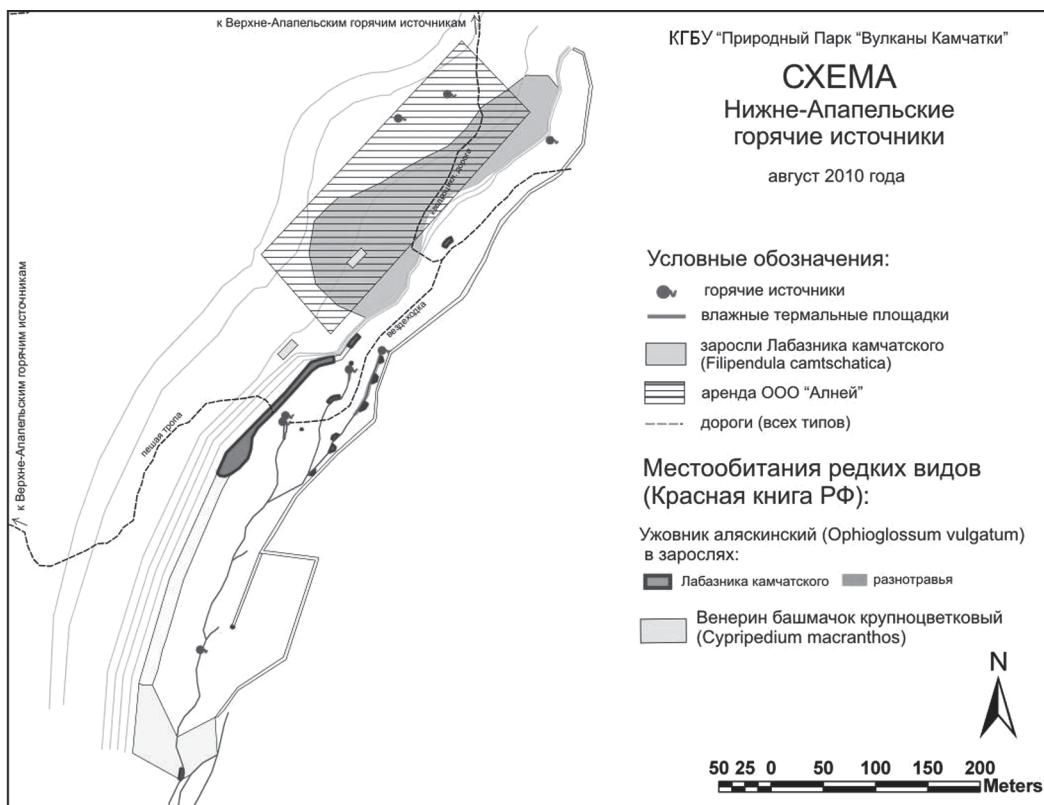 к Верхне-Апапельским горячим источникам
КГБУ "Природный Парк "Вулканы Камчатки"
СХЕМА
Нижне-Апапельские
горячие источники
август 2010 года
квадроцикл. дорога
вездеходка
пешая тропа
к Верхне-Апапельским горячим источникам
Условные обозначения:
горячие источники
влажные термальные площадки
заросли Лабазника камчатского
(Filipendula camtschatica)
аренда ООО "Алней"
дороги (всех типов)
Местообитания редких видов
(Красная книга РФ):
Ужовник аляскинский (Ophioglossum vulgatum)
в зарослях:
Лабазника камчатского
разнотравья
Венерин башмачок крупноцветковый
(Cypripedium macranthos)
N
50 25 0 50 100 150 200
Meters